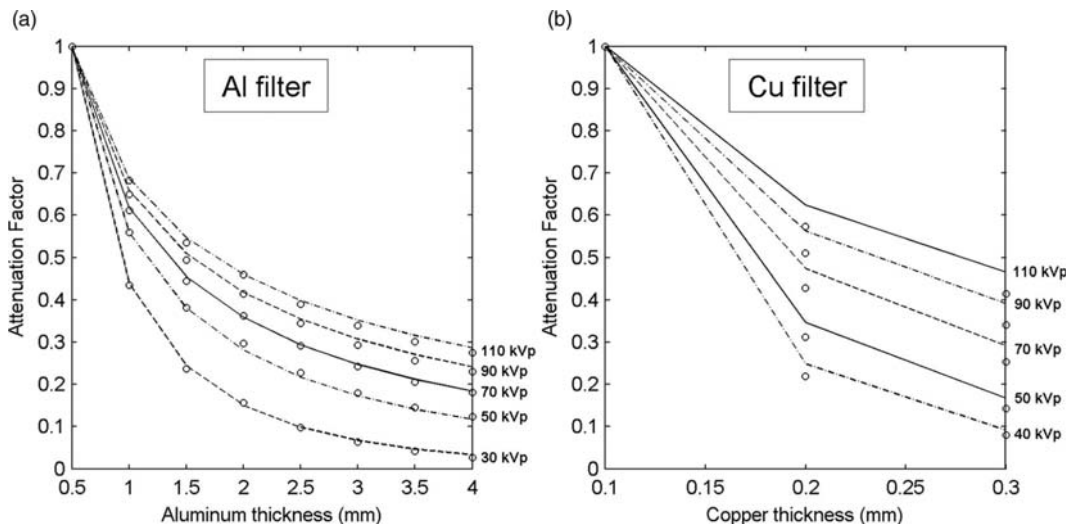 (a)
Al filter
Attenuation Factor
1
0.9
0.8
0.7
0.6
0.5
0.4
0.3
0.2
0.1
0
110 kVp
90 kVp
70 kVp
50 kVp
30 kVp
0.5 1 1.5 2 2.5 3 3.5 4
Aluminum thickness (mm)
(b)
Cu filter
Attenuation Factor
1
0.9
0.8
0.7
0.6
0.5
0.4
0.3
0.2
0.1
0
110 kVp
90 kVp
70 kVp
50 kVp
40 kVp
0.1 0.15 0.2 0.25 0.3
Copper thickness (mm)